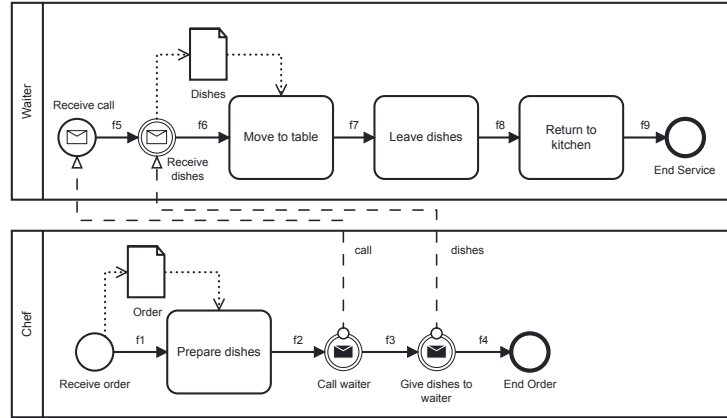 Waiter
Dishes
Receive call
f5
f6
f7
f8
f9
Move to table
Leave dishes
Return to
kitchen
Receive
dishes
End Service
call
dishes
Chef
Order
f1
f2
f3
f4
Prepare dishes
Receive order
Call waiter
Give dishes to
waiter
End Order